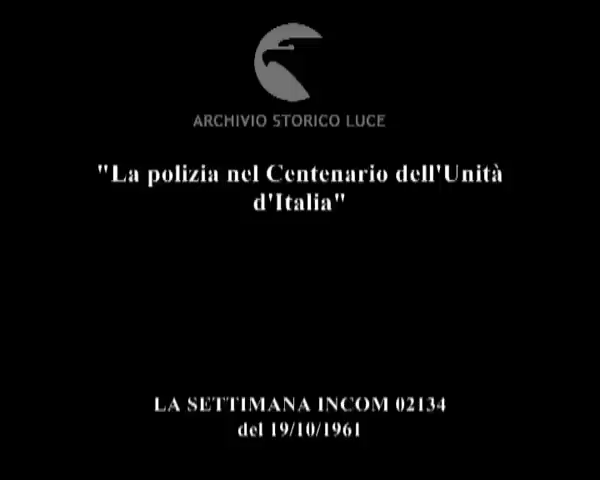 ARCHIVIO STORICO LUCE
"La polizia nel Centenario dell'Unità
d'Italia"
LA SETTIMANA INCOM 02134
del 19/10/1961